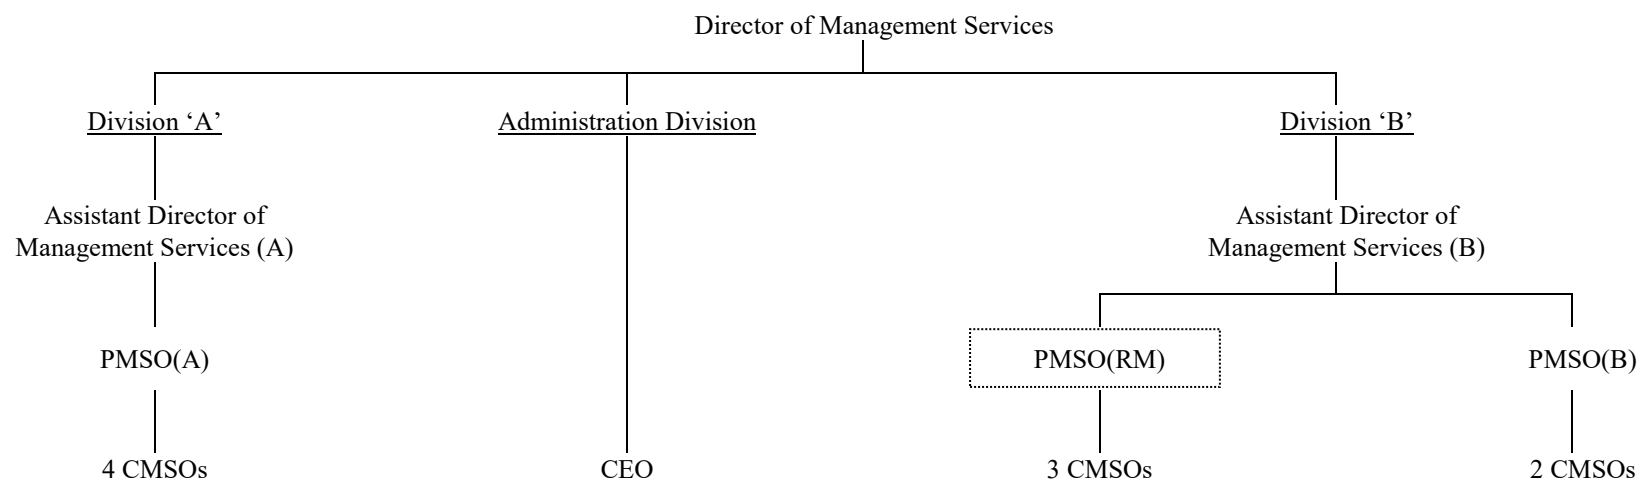 Director of Management Services
Division ‘A’
Administration Division
Division ‘B’
Assistant Director of
Management Services (A)
Assistant Director of
Management Services (B)
PMSO(A)
PMSO(RM)
PMSO(B)
4 CMSOs
CEO
3 CMSOs
2 CMSOs